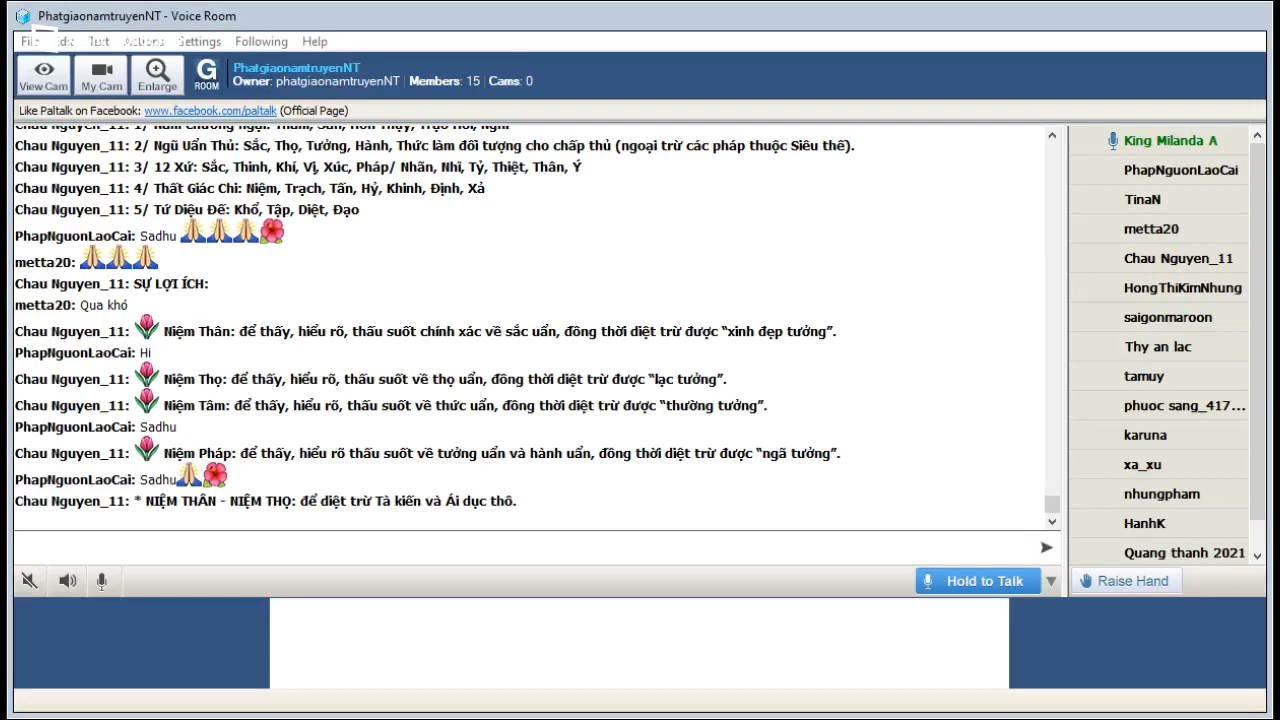 PhatgiaonamtruyenNT - Voice Room
Settings Following Help
View Cam My Cam Enlarge G ROOM
PhatgiaonamtruyenNT
Owner: phatgiaonamtruyenNT | Members: 15 | Cams: 0
Like Paltalk on Facebook: www.facebook.com/paltalk (Official Page)
Chau Nguyen_11: 2/ Ngũ Uẩn Thủ: Sắc, Thọ, Tưởng, Hành, Thức làm đối tượng cho chấp thủ (ngoại trừ các pháp thuộc Siêu thế).
Chau Nguyen_11: 3/ 12 Xứ: Sắc, Thinh, Khí, Vị, Xúc, Pháp/ Nhãn, Nhĩ, Tỷ, Thiệt, Thân, Ý
Chau Nguyen_11: 4/ Thất Giác Chi: Niệm, Trạch, Tấn, Hỷ, Khinh, Định, Xả
Chau Nguyen_11: 5/ Tứ Diệu Đế: Khổ, Tập, Diệt, Đạo
PhapNguonLaoCai: Sadhu
metta20:
Chau Nguyen_11: SỰ LỢI ÍCH:
metta20: Qua khó
Chau Nguyen_11: Niệm Thân: để thấy, hiểu rõ, thấu suốt chính xác về sắc uẩn, đồng thời diệt trừ được “xinh đẹp tưởng”.
PhapNguonLaoCai: Hi
Chau Nguyen_11: Niệm Thọ: để thấy, hiểu rõ, thấu suốt về thọ uẩn, đồng thời diệt trừ được “lạc tưởng”.
Chau Nguyen_11: Niệm Tâm: để thấy, hiểu rõ, thấu suốt về thức uẩn, đồng thời diệt trừ được “thường tưởng”.
PhapNguonLaoCai: Sadhu
Chau Nguyen_11: Niệm Pháp: để thấy, hiểu rõ thấu suốt về tưởng uẩn và hành uẩn, đồng thời diệt trừ được “ngã tưởng”.
PhapNguonLaoCai: Sadhu
Chau Nguyen_11: * NIỆM THÂN - NIỆM THỌ: để diệt trừ Tà kiến và Ái dục thô.
King Milanda A
PhapNguonLaoCai
TinaN
metta20
Chau Nguyen_11
HongThiKimNhung
saigonmaroon
Thy an lac
tamuy
phuoc sang_417...
karuna
xa_xu
nhungpham
HanhK
Quang thanh 2021
Hold to Talk
Raise Hand